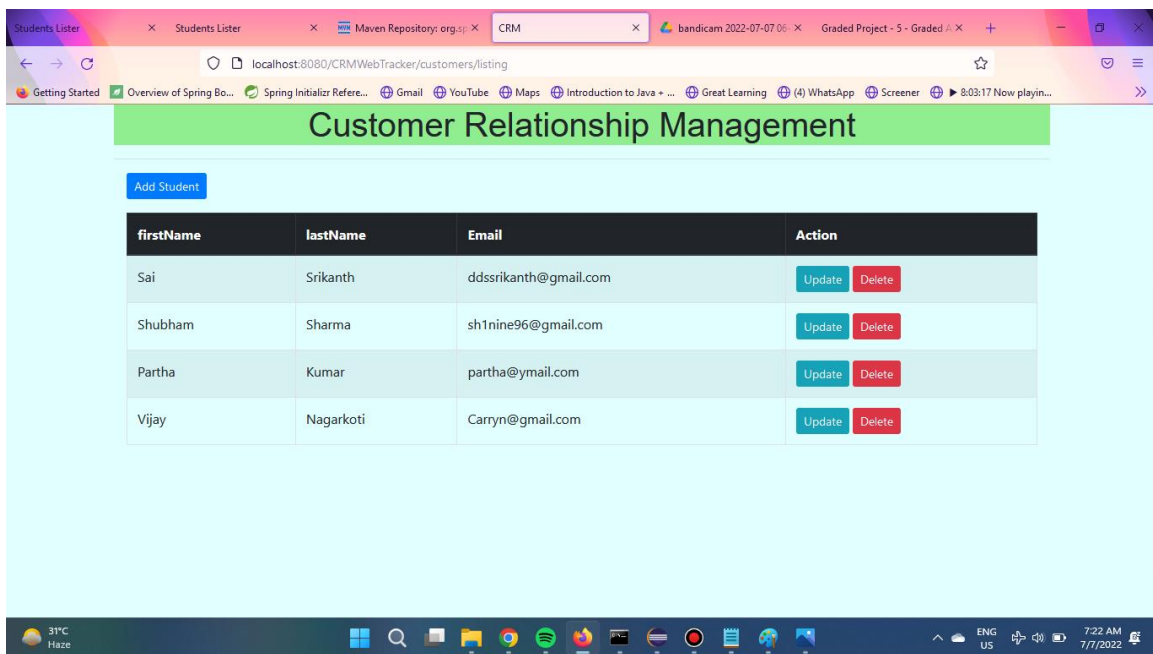 Students Lister
Students Lister
Maven Repository: org.sp
CRM
bandicam 2022-07-07 06-
Graded Project - 5 - Graded A
localhost:8080/CRMWebTracker/customers/listing
Getting Started Overview of Spring Bo... Spring Initializr Refere... Gmail YouTube Maps Introduction to Java + ... Great Learning (4) WhatsApp Screener ▶ 8:03:17 Now playin...
Customer Relationship Management
Add Student
firstName lastName Email Action
Sai Srikanth ddssrikanth@gmail.com Update Delete
Shubham Sharma sh1nine96@gmail.com Update Delete
Partha Kumar partha@ymail.com Update Delete
Vijay Nagarkoti Carryn@gmail.com Update Delete
31°C
Haze
ENG
US
7:22 AM
7/7/2022